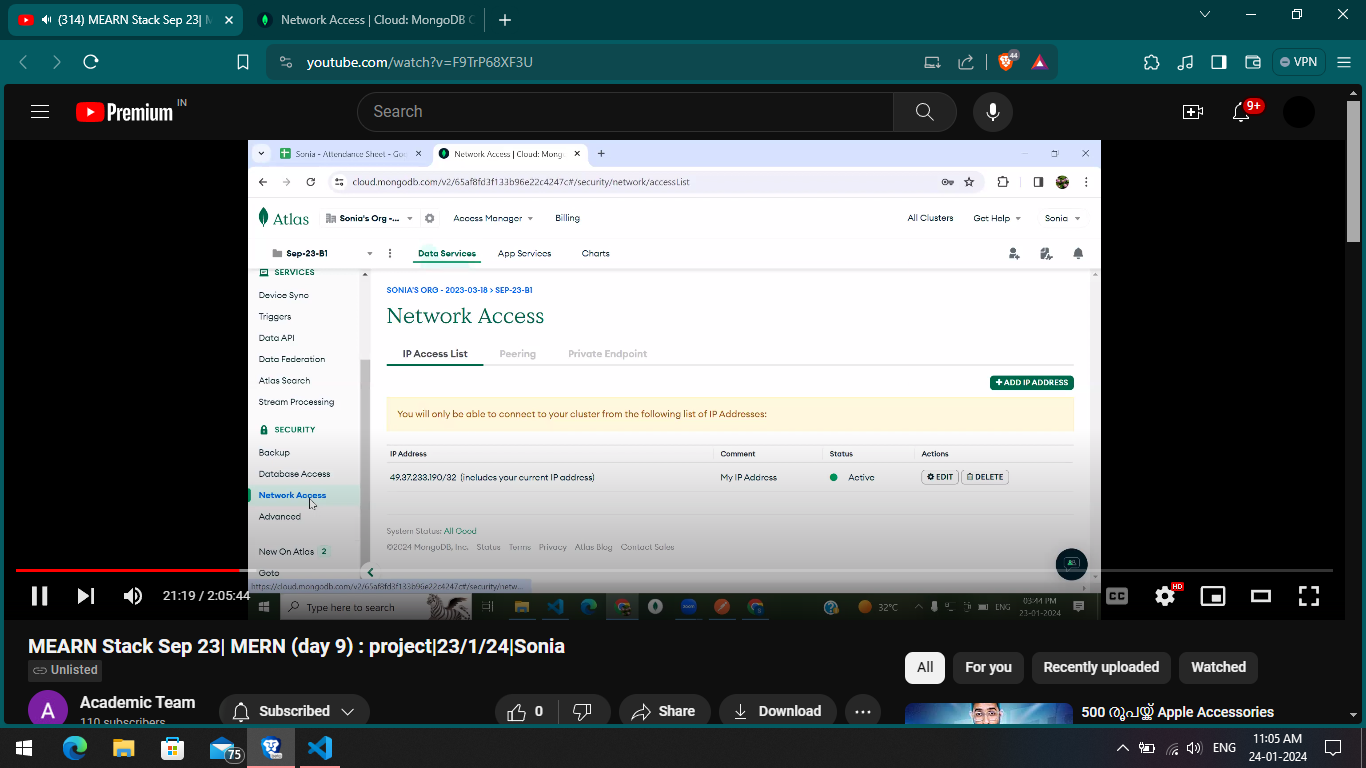 (314) MEARN Stack Sep 23|
Network Access | Cloud: MongoDB
youtube.com/watch?v=F9TrP68XF3U
44
VPN
Premium IN
Search
9+
Sonia - Attendance Sheet - Go
Network Access | Cloud: Mong
cloud.mongodb.com/v2/65af8fd3f133b96e22c4247c#/security/network/accessList
Atlas
Sonia's Org -...
Access Manager
Billing
All Clusters
Get Help
Sonia
Sep-23-B1
Data Services
App Services
Charts
SERVICES
Device Sync
Triggers
Data API
Data Federation
Atlas Search
Stream Processing
SECURITY
Backup
Database Access
Network Access
Advanced
New On Atlas 2
Goto
SONIA'S ORG - 2023-03-18 > SEP-23-B1
Network Access
IP Access List
Peering
Private Endpoint
+ ADD IP ADDRESS
You will only be able to connect to your cluster from the following list of IP Addresses:
IP Address Comment Status Actions
49.37.233.190/32 (includes your current IP address) My IP Address Active EDIT DELETE
System Status: All Good
©2024 MongoDB, Inc. Status Terms Privacy Atlas Blog Contact Sales
https://cloud.mongodb.com/v2/65af8fd3f133b96e22c4247c#/security/netw...
Type here to search
32°C
ENG
03:44 PM
23-01-2024
21:19 / 2:05:44
CC
HD
MEARN Stack Sep 23| MERN (day 9) : project|23/1/24|Sonia
Unlisted
A
Academic Team
110 subscribers
Subscribed
0
Share
Download
All
For you
Recently uploaded
Watched
500 രൂപയ്ക്ക് Apple Accessories
75
ENG
11:05 AM
24-01-2024